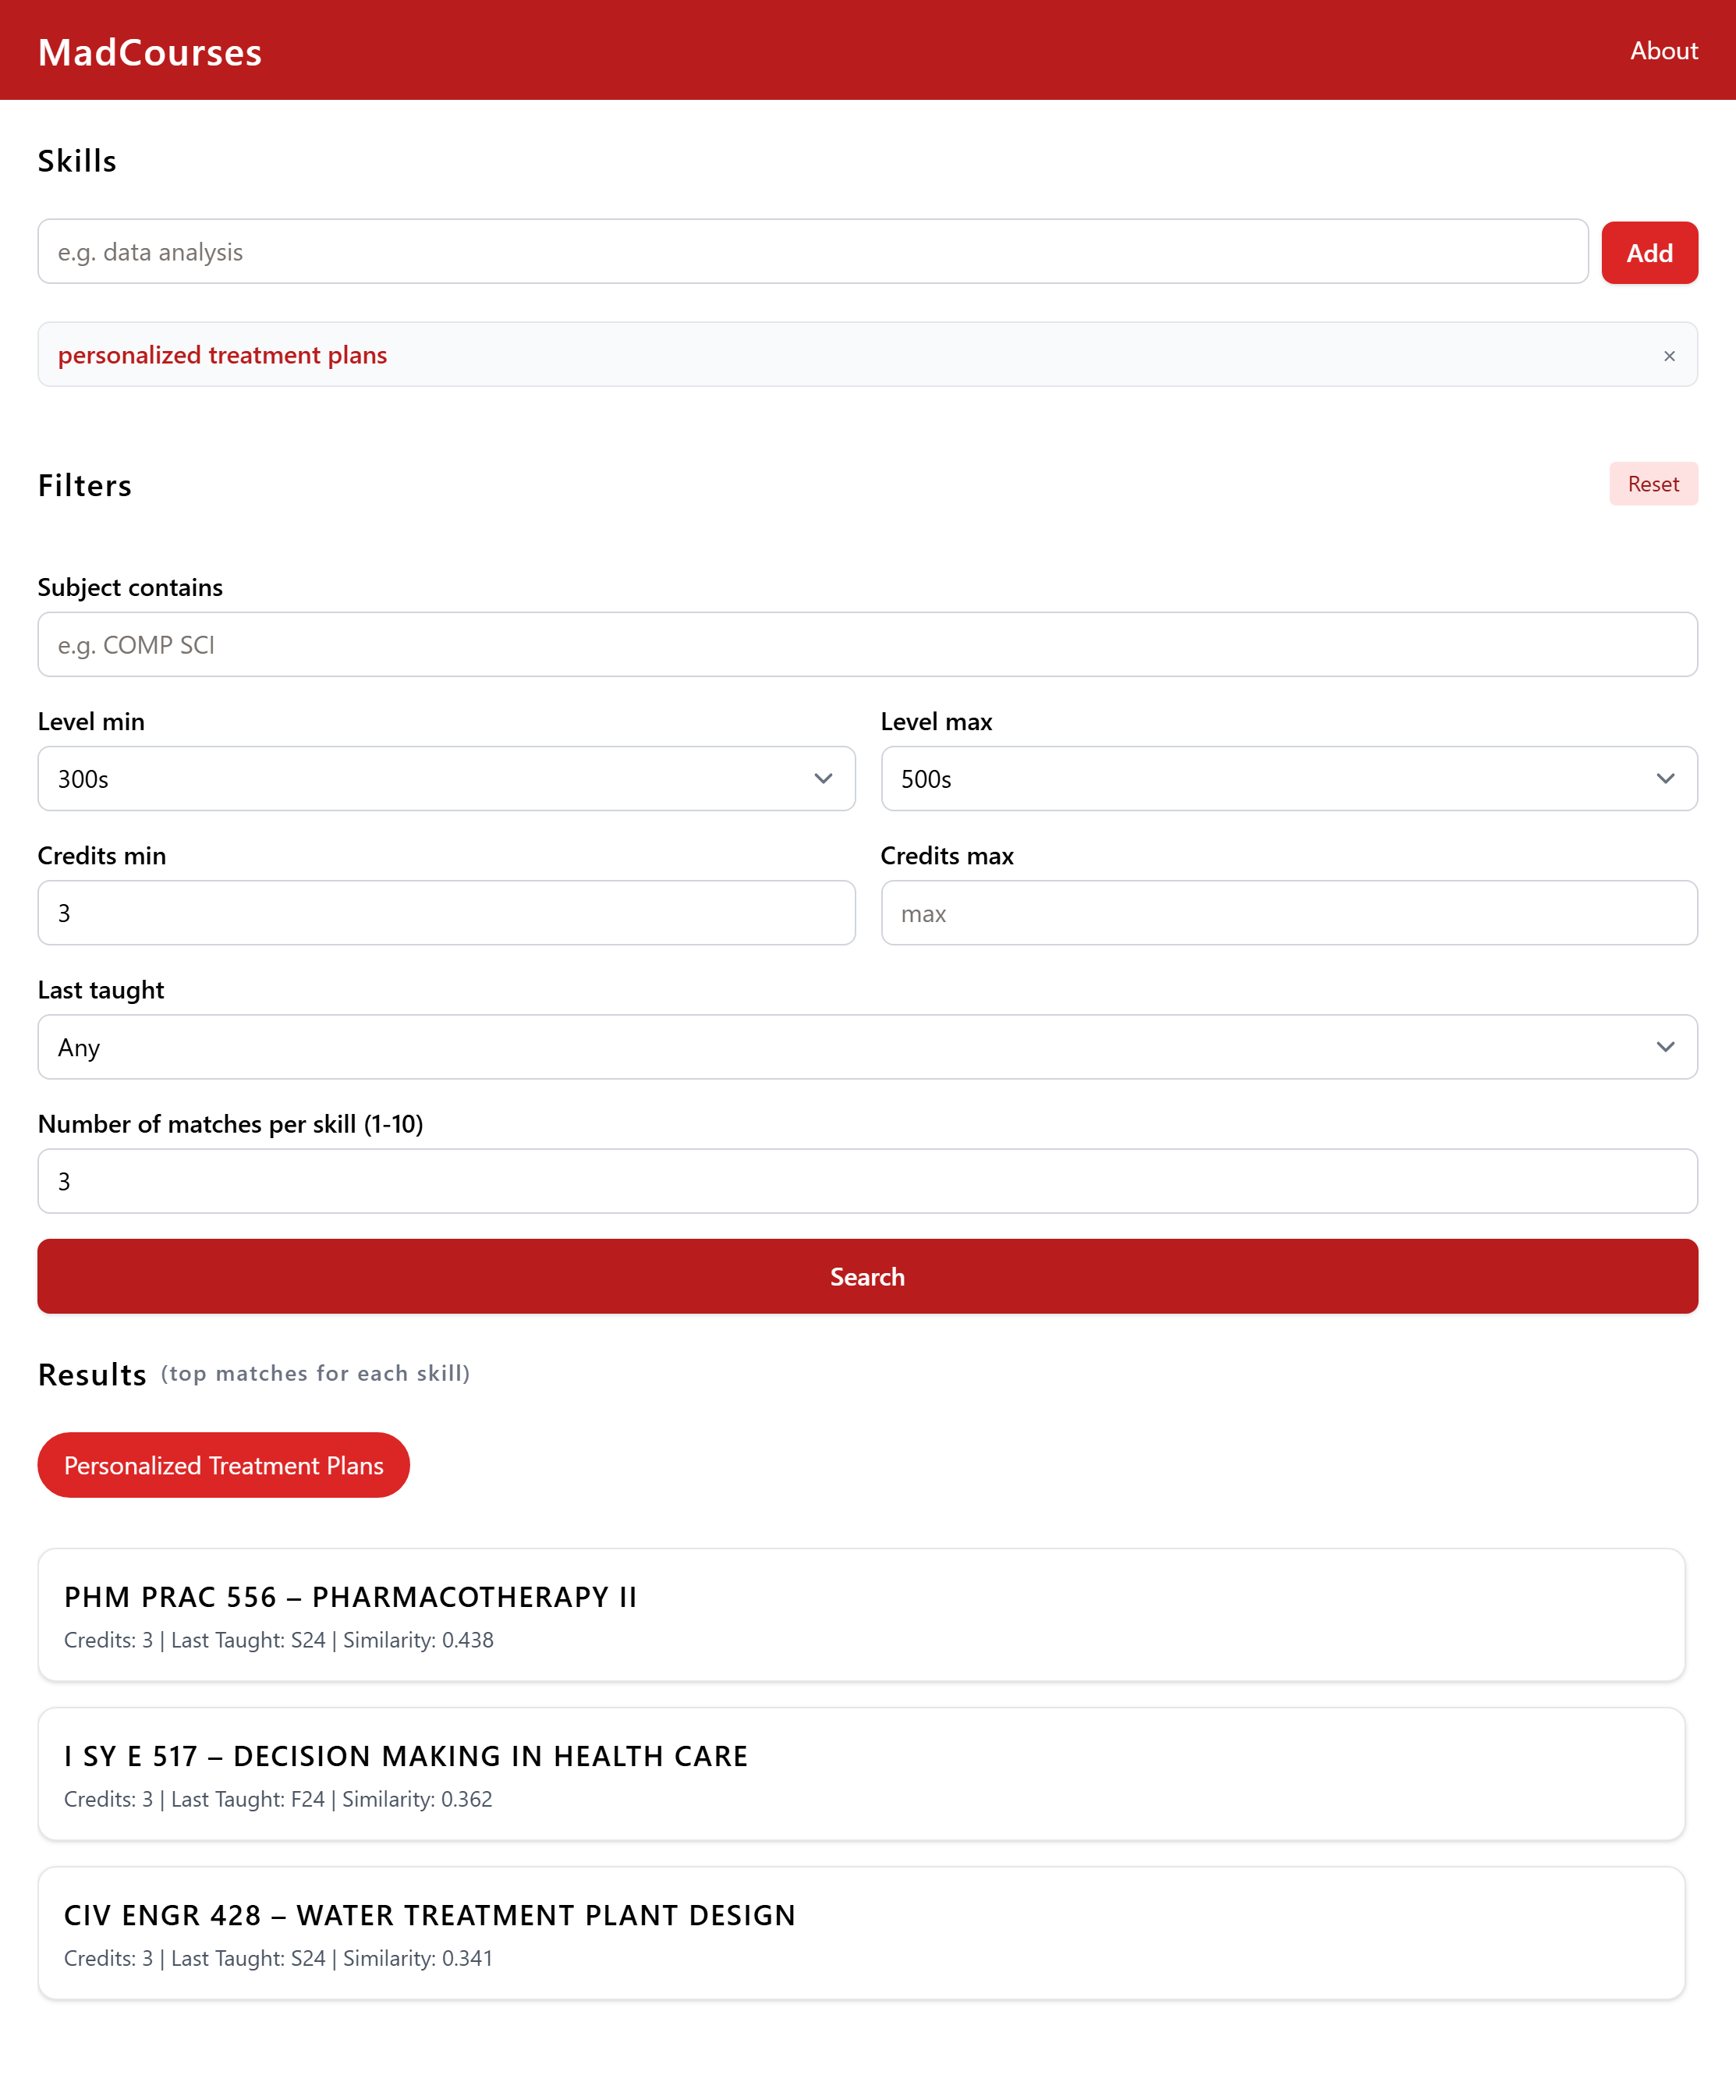 MadCourses
About
Skills
e.g. data analysis
Add
personalized treatment plans
×
Filters
Reset
Subject contains
e.g. COMP SCI
Level min
Level max
300s
500s
Credits min
Credits max
3
max
Last taught
Any
Number of matches per skill (1-10)
3
Search
Results (top matches for each skill)
Personalized Treatment Plans
PHM PRAC 556 – PHARMACOTHERAPY II
Credits: 3 | Last Taught: S24 | Similarity: 0.438
I SY E 517 – DECISION MAKING IN HEALTH CARE
Credits: 3 | Last Taught: F24 | Similarity: 0.362
CIV ENGR 428 – WATER TREATMENT PLANT DESIGN
Credits: 3 | Last Taught: S24 | Similarity: 0.341